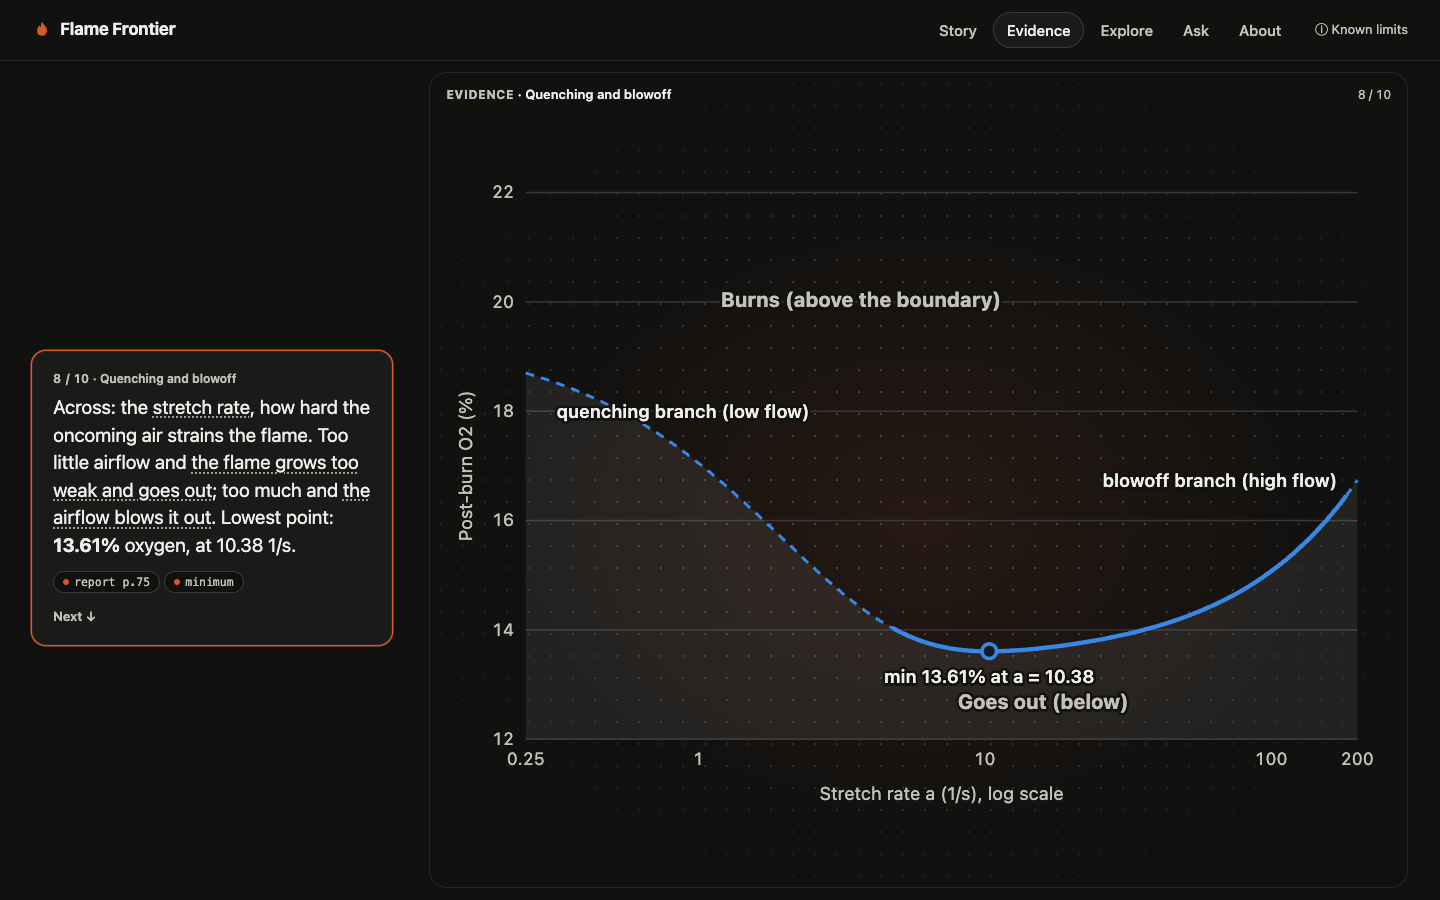 Flame Frontier
Story
Evidence
Explore
Ask
About
ⓘ Known limits
8 / 10 · Quenching and blowoff
Across: the stretch rate, how hard the
oncoming air strains the flame. Too
little airflow and the flame grows too
weak and goes out; too much and the
airflow blows it out. Lowest point:
13.61% oxygen, at 10.38 1/s.
report p.75
minimum
Next ↓
EVIDENCE · Quenching and blowoff
8 / 10
22
20
18
16
14
12
Post-burn O2 (%)
Burns (above the boundary)
quenching branch (low flow)
blowoff branch (high flow)
min 13.61% at a = 10.38
Goes out (below)
0.25
1
10
100
200
Stretch rate a (1/s), log scale